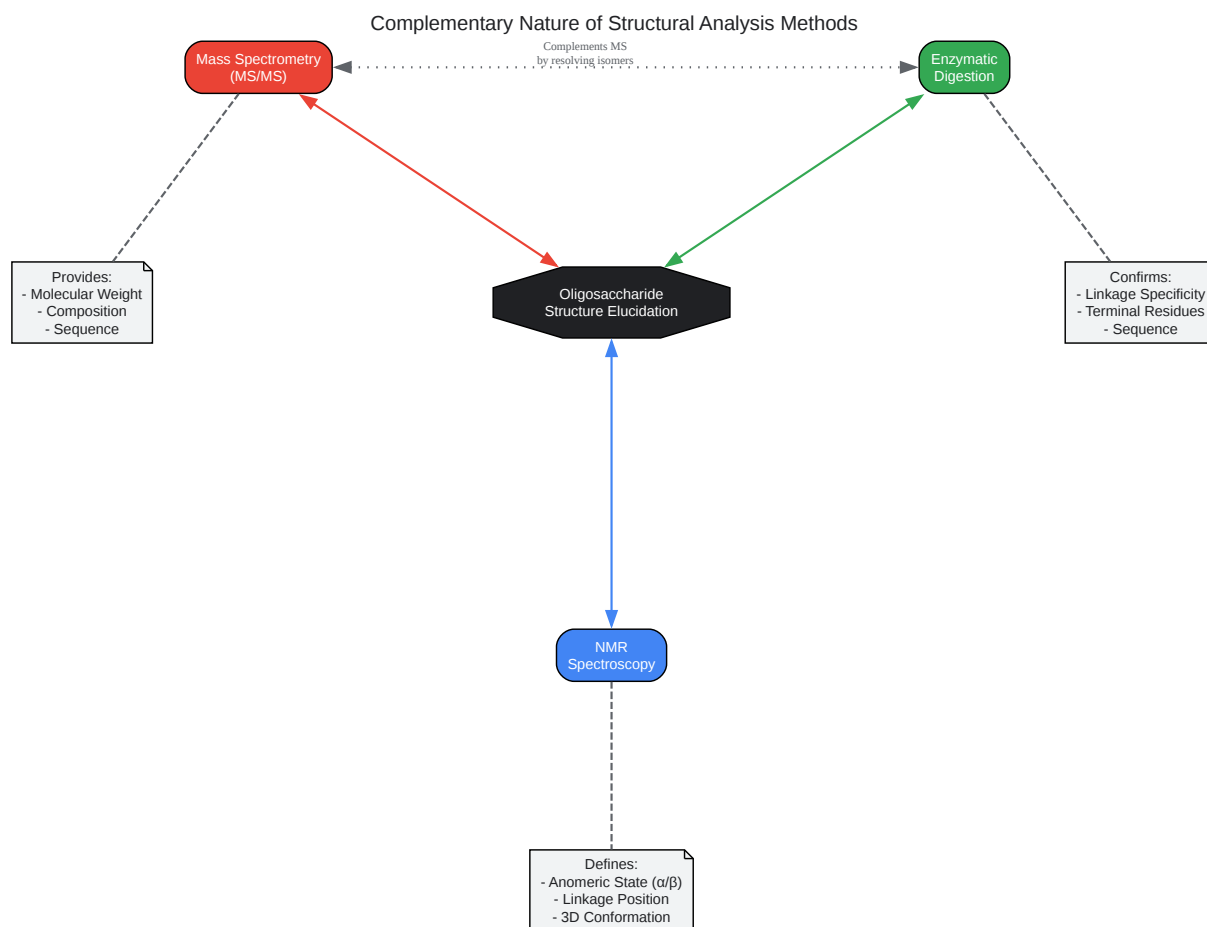 Complementary Nature of Structural Analysis Methods
Mass Spectrometry
(MS/MS)
Complements MS
by resolving isomers
Enzymatic
Digestion
Provides:
- Molecular Weight
- Composition
- Sequence
Oligosaccharide
Structure Elucidation
Confirms:
- Linkage Specificity
- Terminal Residues
- Sequence
NMR
Spectroscopy
Defines:
- Anomeric State (α/β)
- Linkage Position
- 3D Conformation